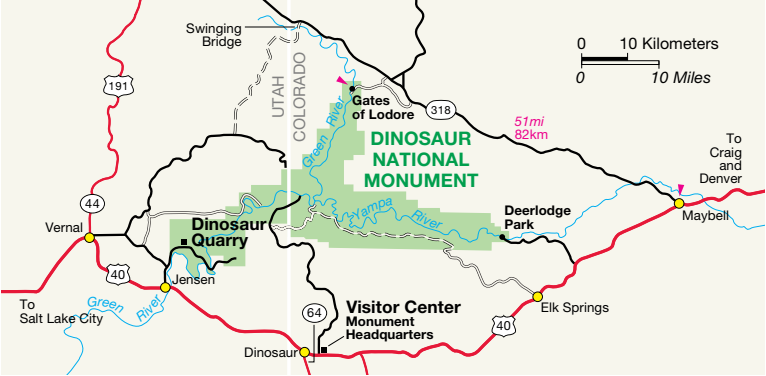 Swinging
Bridge
0
10 Kilometers
0
10 Miles
191
UTAH
COLORADO
Gates
of Lodore
318
51mi
82km
Green River
DINOSAUR
NATIONAL
MONUMENT
To
Craig
and
Denver
44
Vernal
Dinosaur
Quarry
Yampa River
Deerlodge
Park
Maybell
40
Jensen
To
Salt Lake City
Green River
64
Visitor Center
Monument
Headquarters
Elk Springs
40
Dinosaur